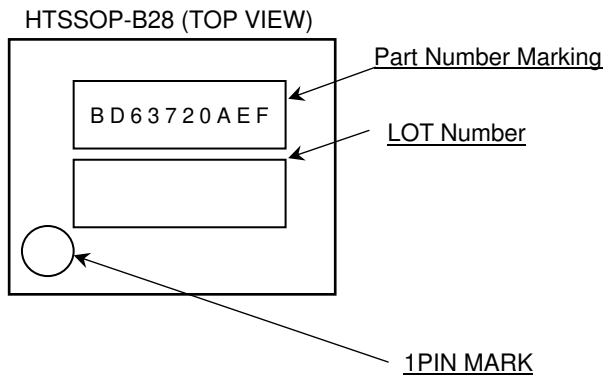 HTSSOP-B28 (TOP VIEW)
Part Number Marking
BD63720AEF
LOT Number
1PIN MARK